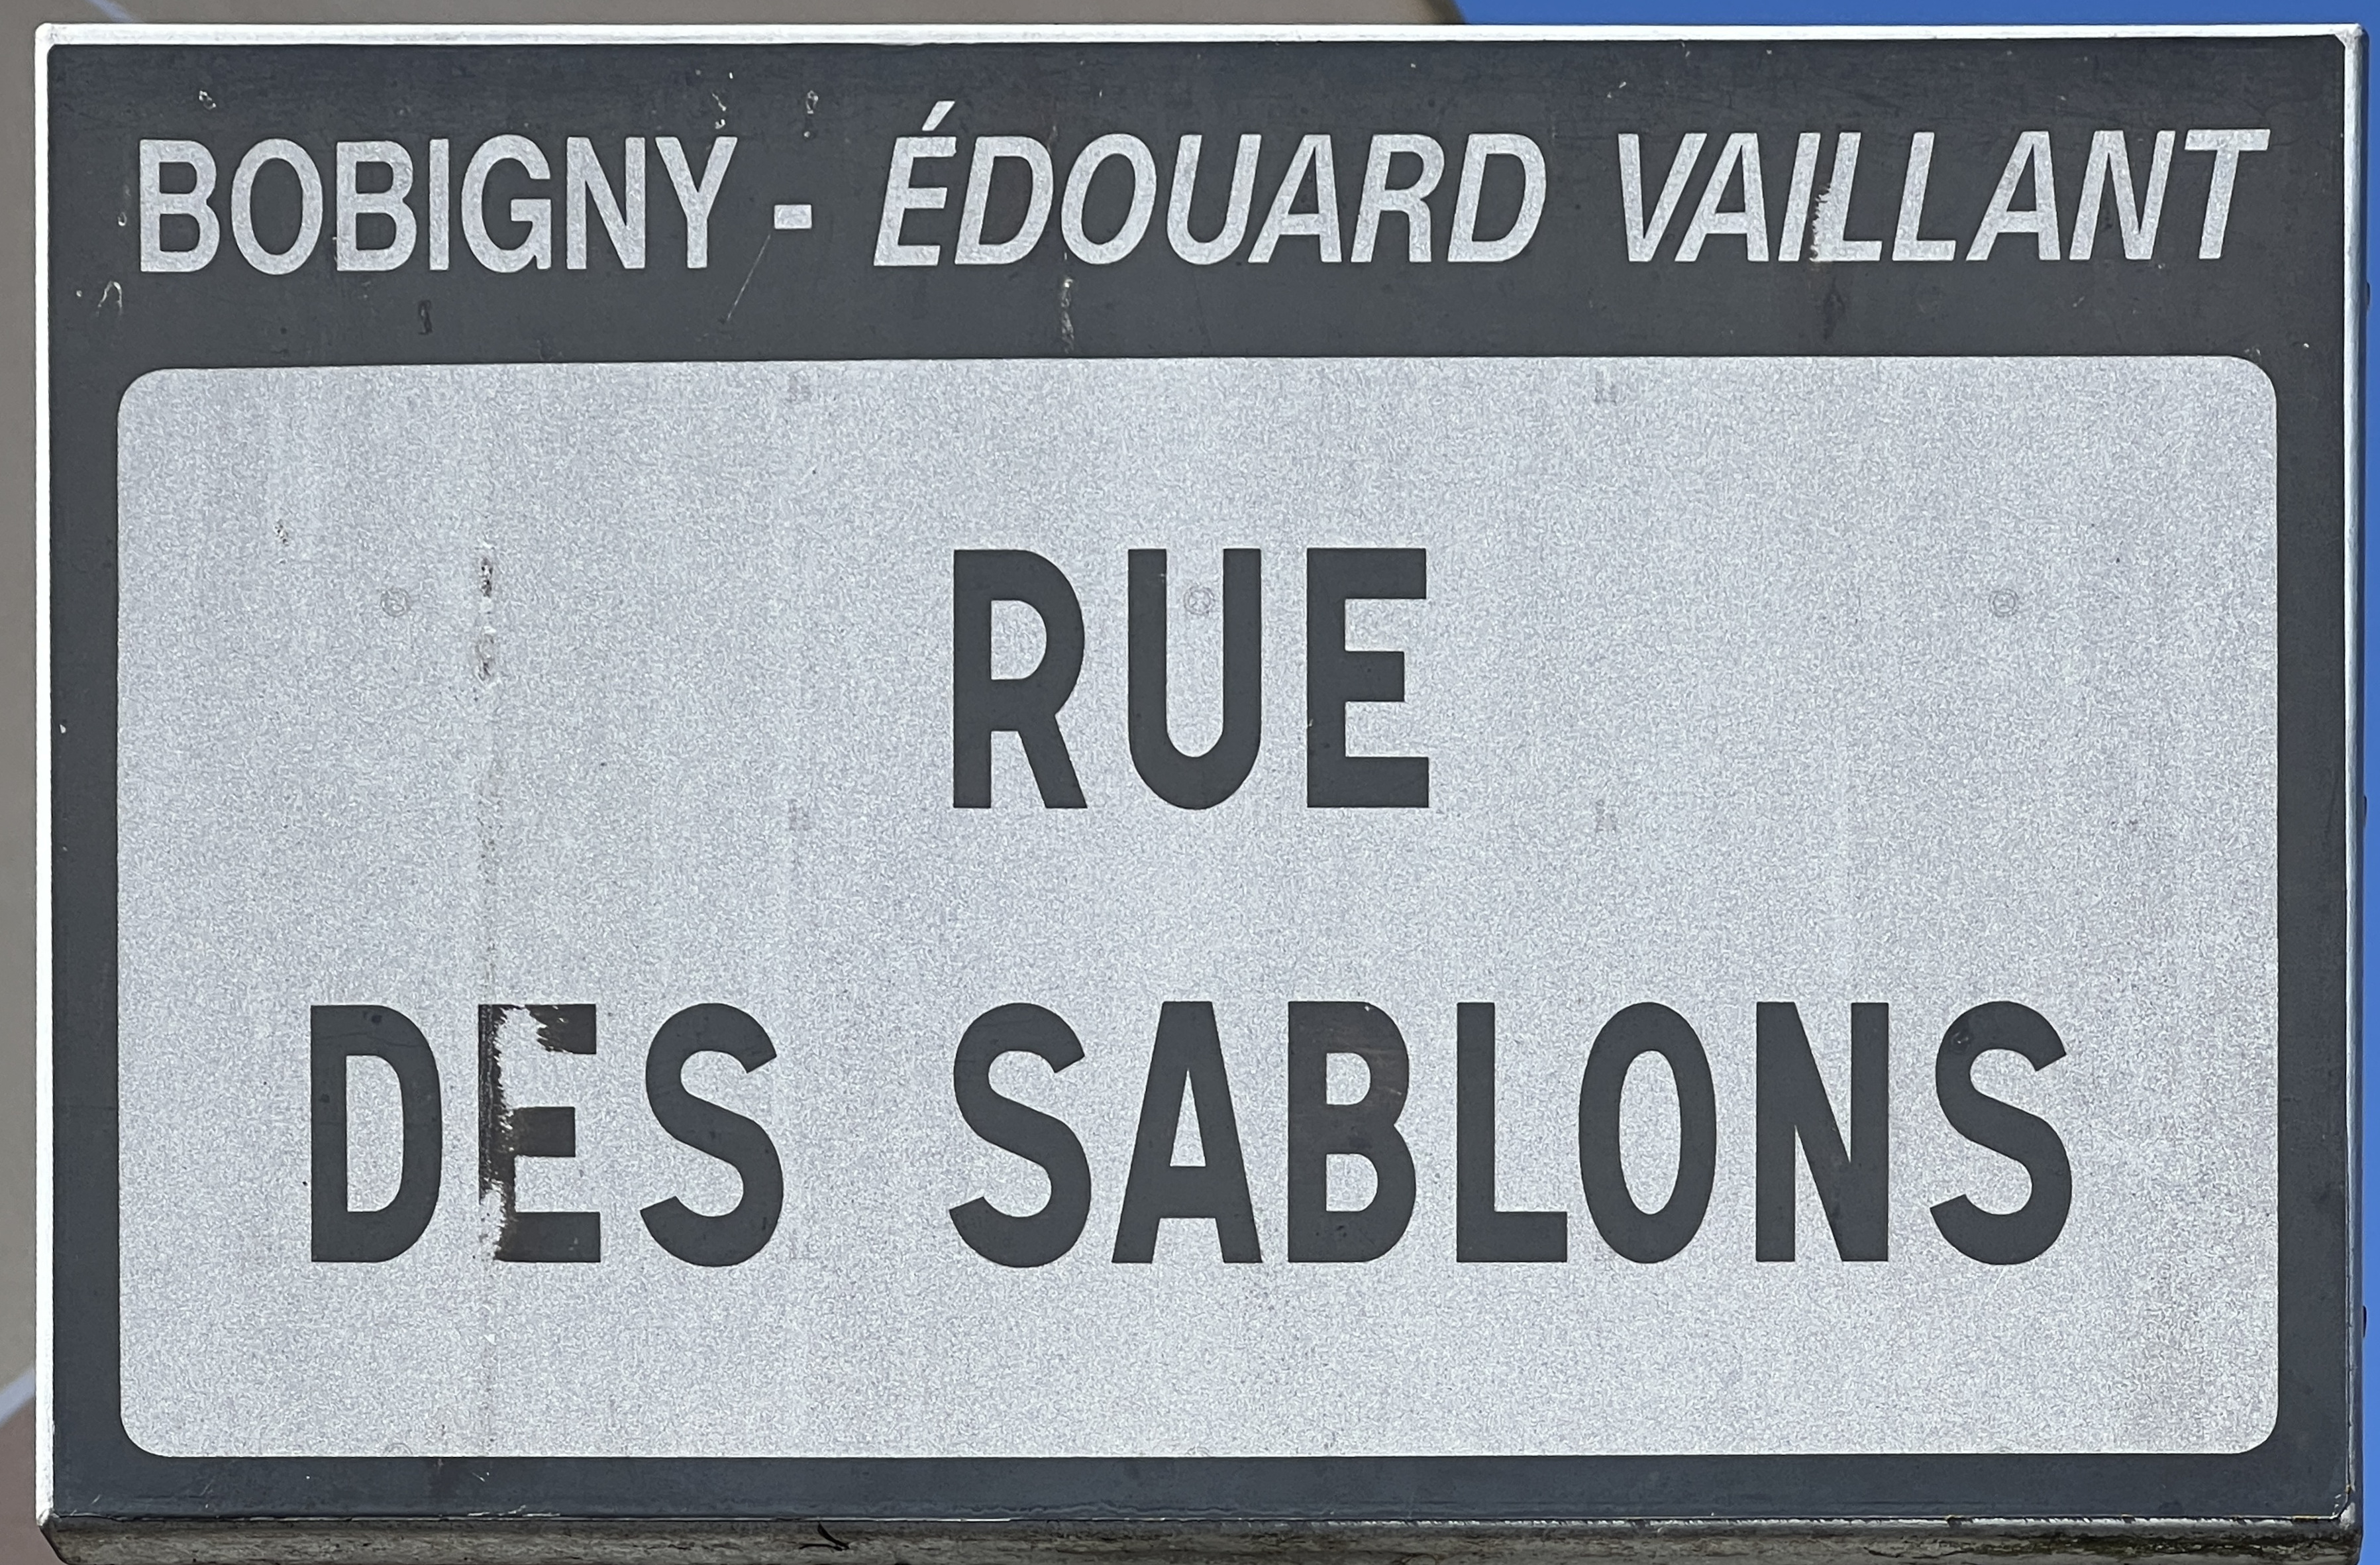 BOBIGNY - ÉDOUARD VAILLANT
RUE
DES SABLONS